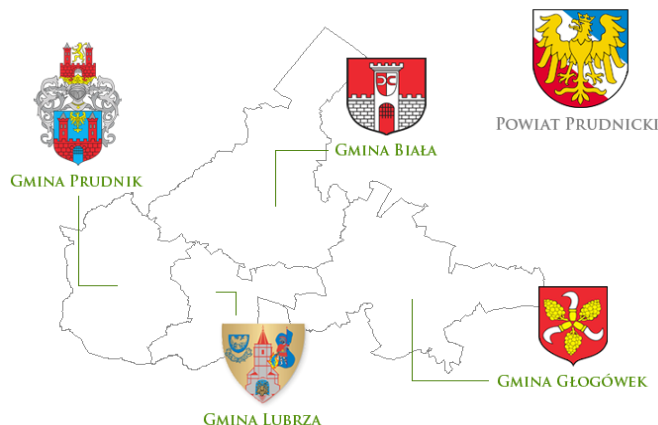 Powiat Prudnicki
Gmina Biała
Gmina Prudnik
Gmina Głogówek
Gmina Lubrza